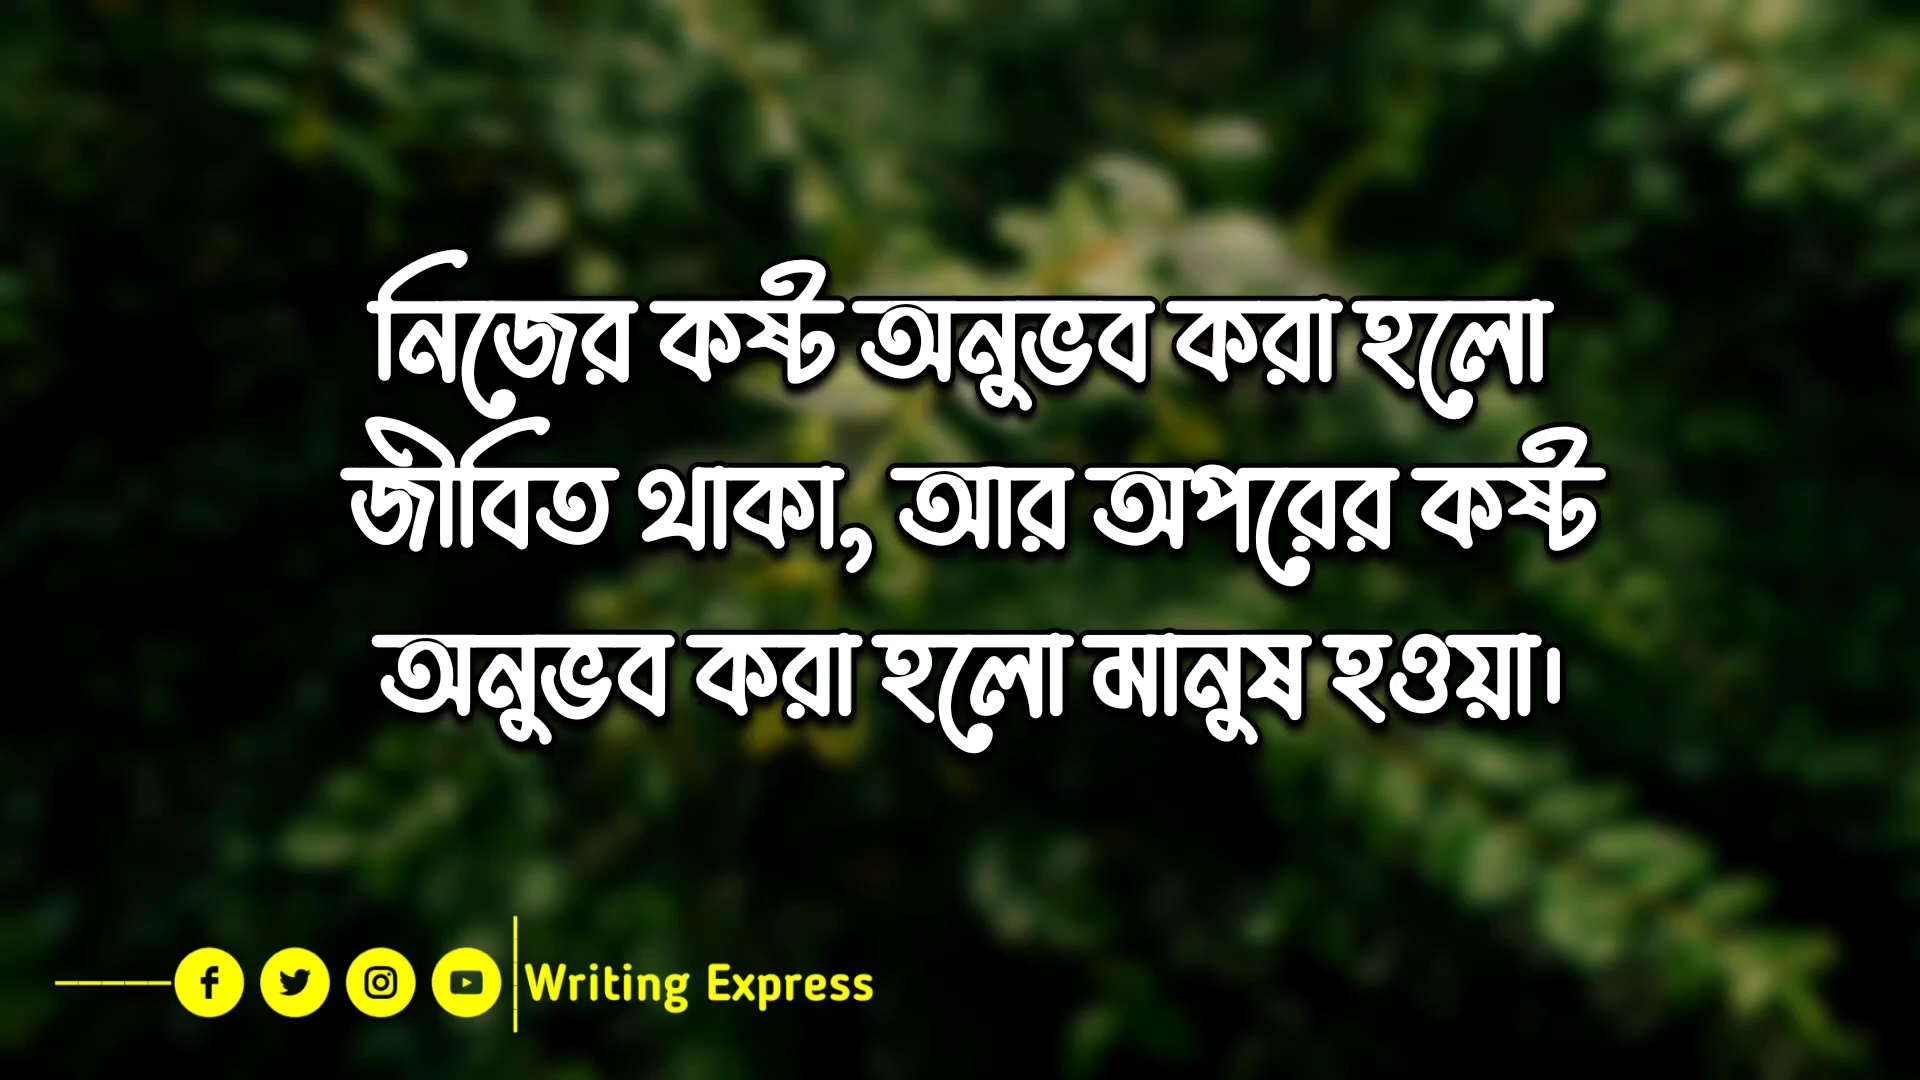 নিজের কষ্ট অনুভব করা হলো
জীবিত থাকা, আর অপরের কষ্ট
অনুভব করা হলো মানুষ হওয়া।
Writing Express